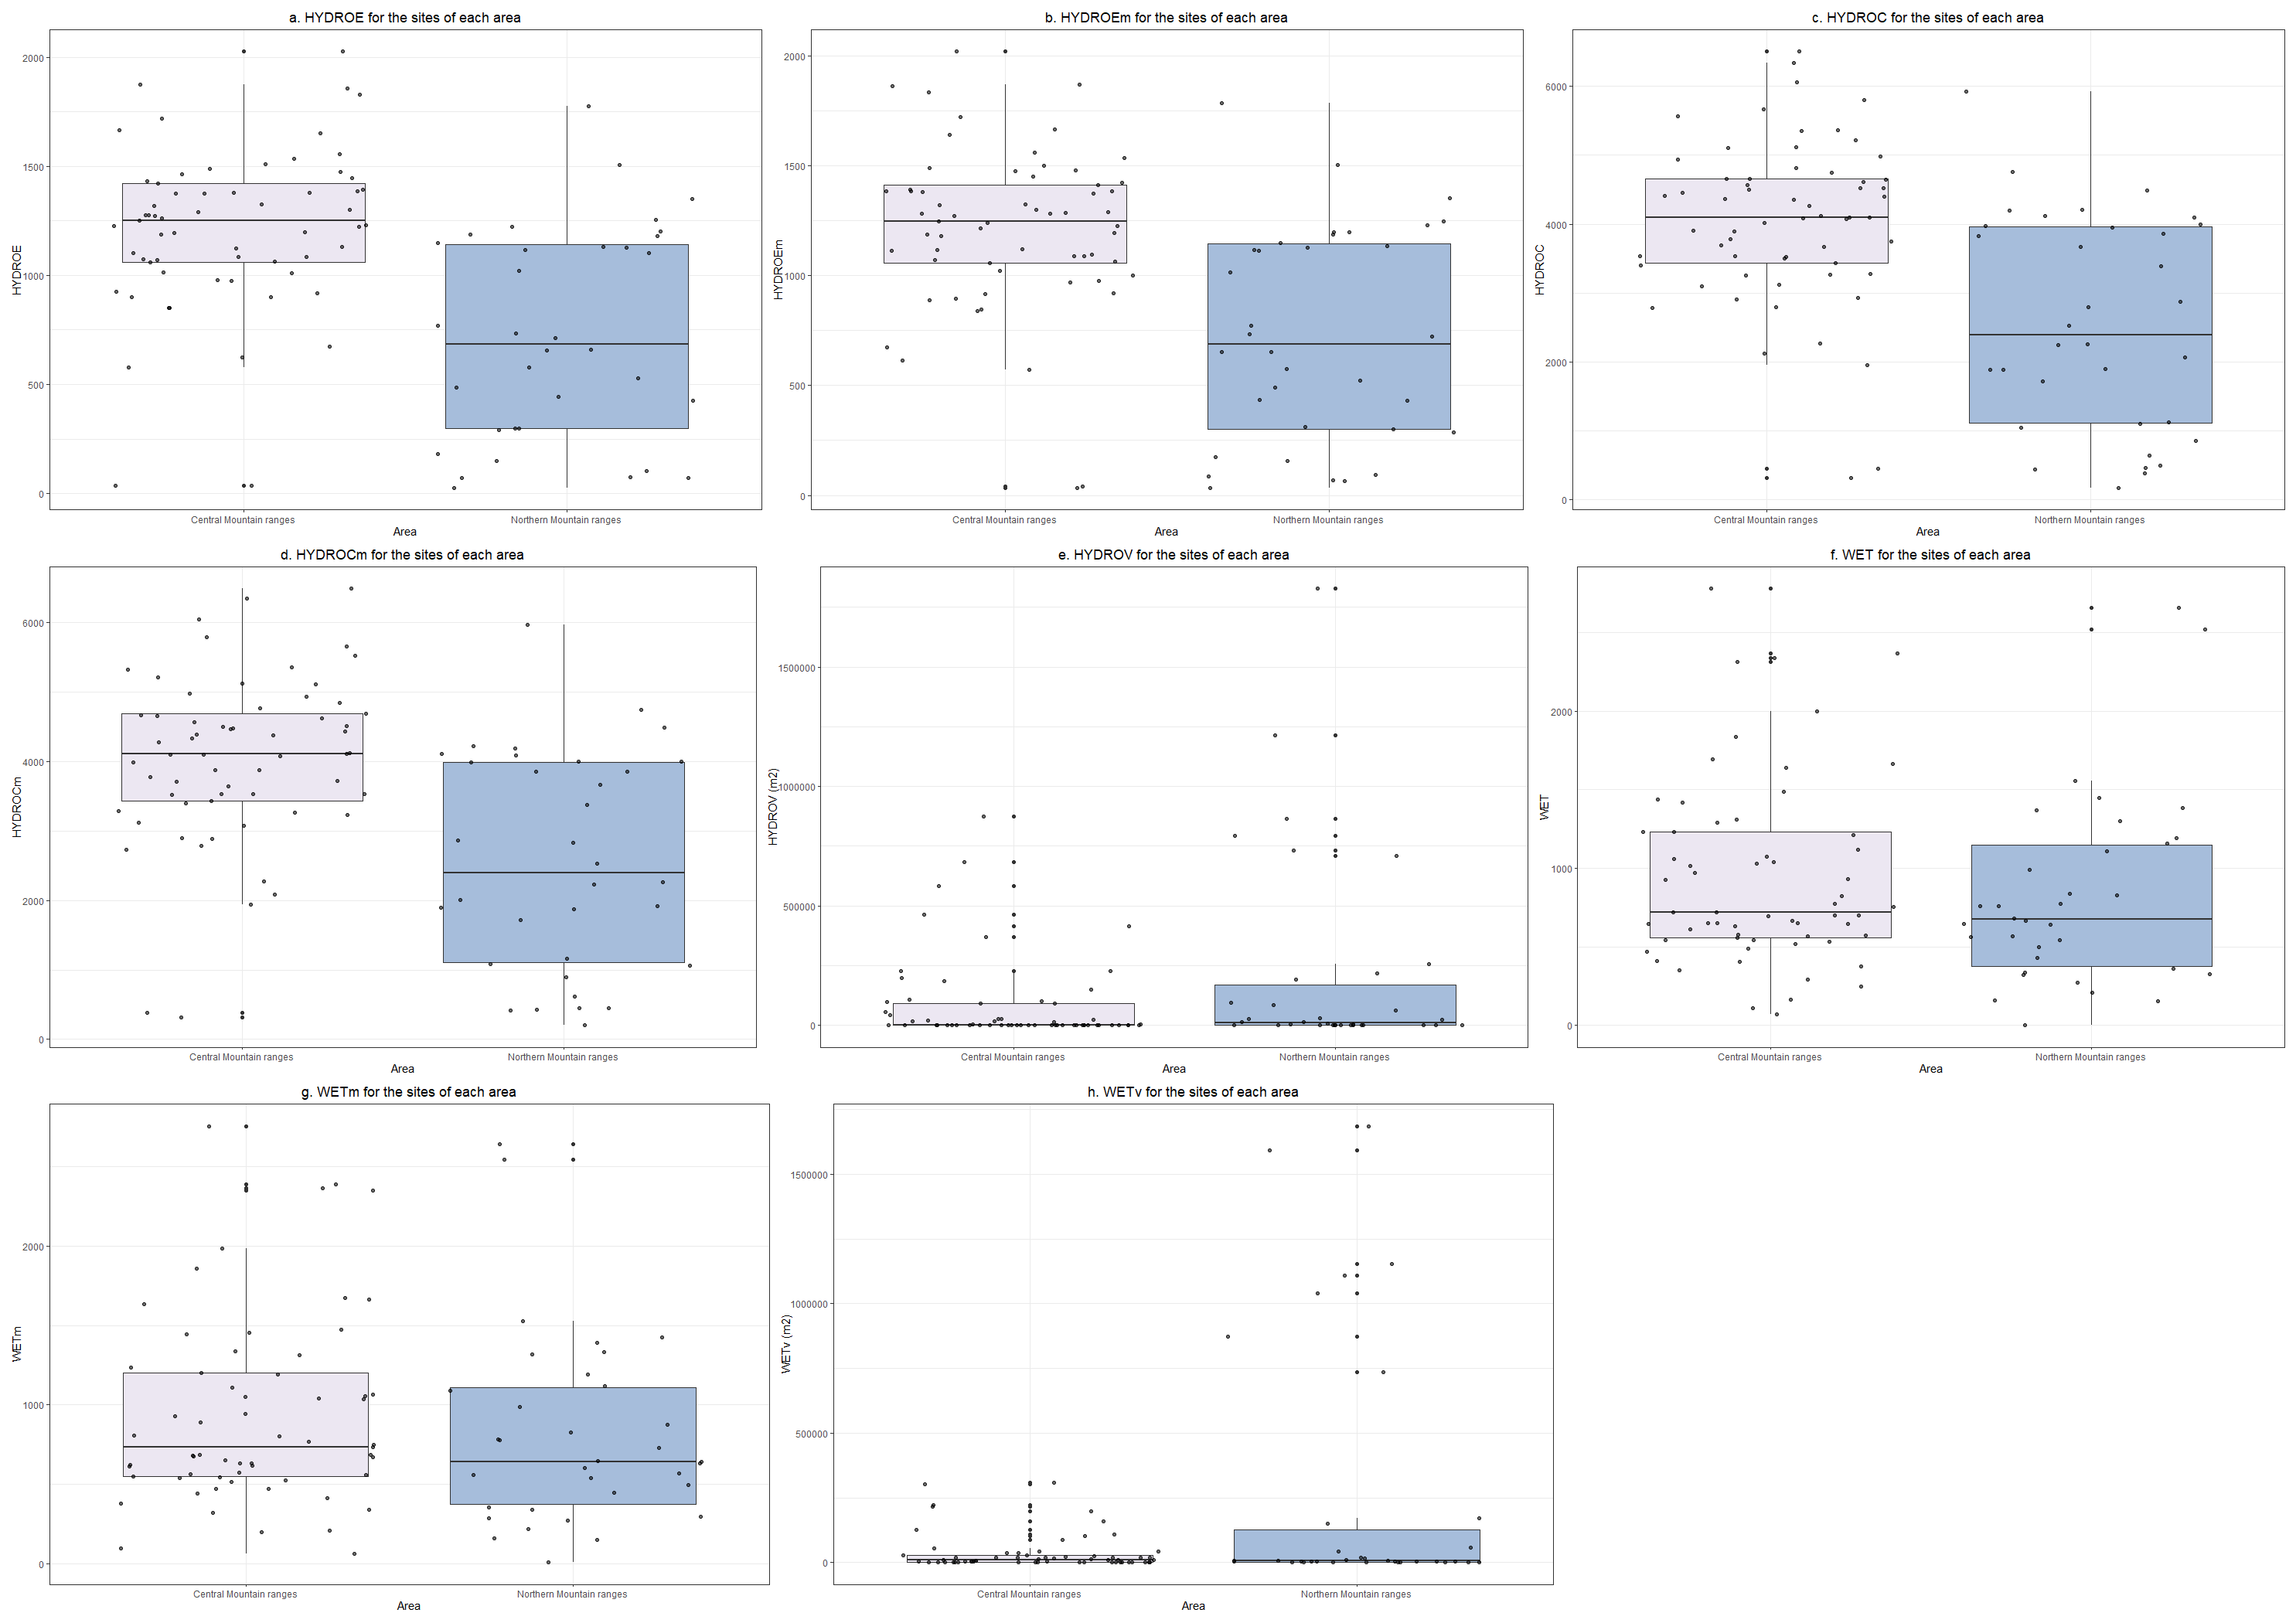 a. HYDROE for the sites of each area
HYDROE
2000
1500
1000
500
0
Central Mountain ranges
Northern Mountain ranges
Area
b. HYDROEm for the sites of each area
HYDROEm
2000
1500
1000
500
0
Central Mountain ranges
Northern Mountain ranges
Area
c. HYDROC for the sites of each area
HYDROC
6000
4000
2000
0
Central Mountain ranges
Northern Mountain ranges
Area
d. HYDROCm for the sites of each area
HYDROCm
6000
4000
2000
0
Central Mountain ranges
Northern Mountain ranges
Area
e. HYDROV for the sites of each area
HYDROV (m2)
1500000
1000000
500000
0
Central Mountain ranges
Northern Mountain ranges
Area
f. WET for the sites of each area
WET
2000
1000
0
Central Mountain ranges
Northern Mountain ranges
Area
g. WETm for the sites of each area
WETm
2000
1000
0
Central Mountain ranges
Northern Mountain ranges
Area
h. WETv for the sites of each area
WETv (m2)
1500000
1000000
500000
0
Central Mountain ranges
Northern Mountain ranges
Area